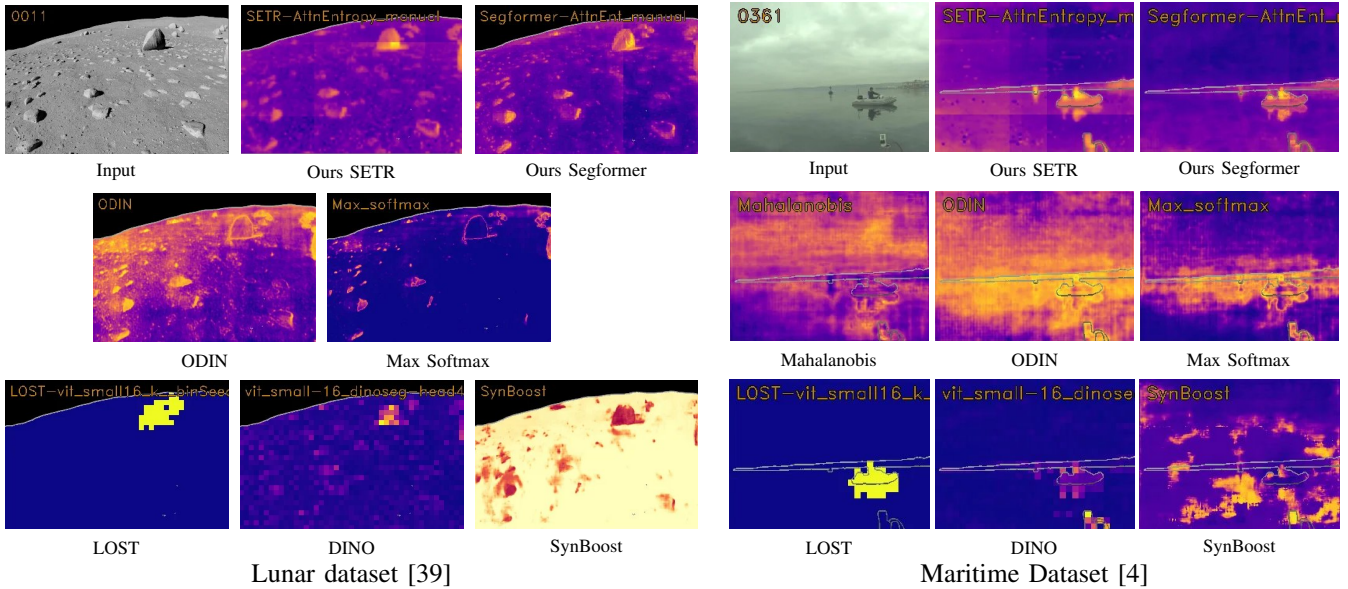 0011
SETR-AttnEntropy_manual
Segformer-AttnEnt_manual
Input
Ours SETR
Ours Segformer
ODIN
Max_softmax
ODIN
Max Softmax
LOST-vit_small16_k__binSeed
vit_small-16_dinoseg-head4
SynBoost
LOST
DINO
SynBoost
Lunar dataset [39]
0361
SETR-AttnEntropy_m
Segformer-AttnEnt_
Input
Ours SETR
Ours Segformer
Mahalanobis
ODIN
Max_softmax
Mahalanobis
ODIN
Max Softmax
LOST-vit_small16_k_
vit_small-16_dinose
SynBoost
LOST
DINO
SynBoost
Maritime Dataset [4]